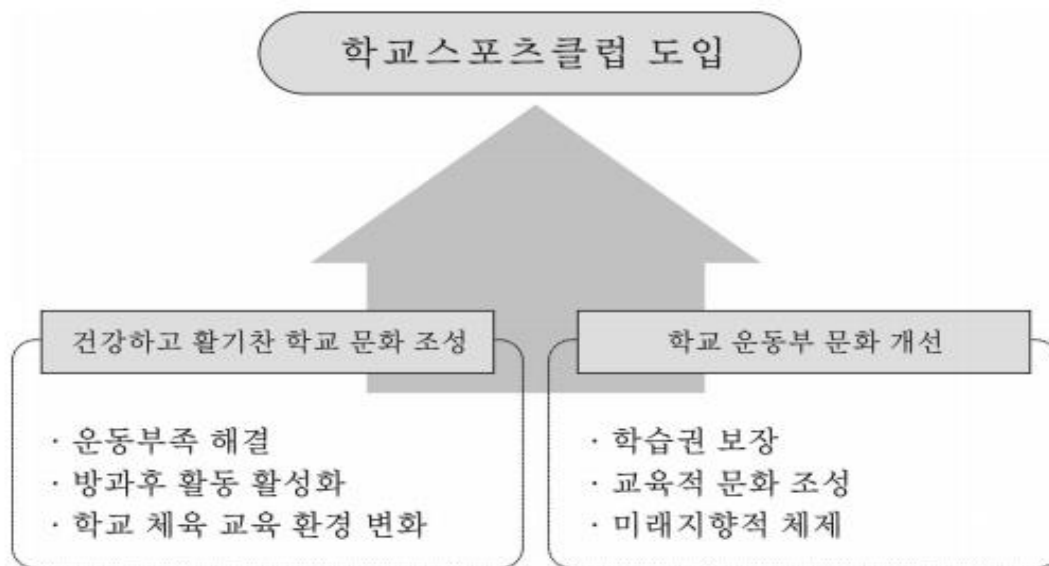 학교스포츠클럽 도입
건강하고 활기찬 학교 문화 조성
· 운동부족 해결
· 방과후 활동 활성화
· 학교 체육 교육 환경 변화
학교 운동부 문화 개선
· 학습권 보장
· 교육적 문화 조성
· 미래지향적 체제